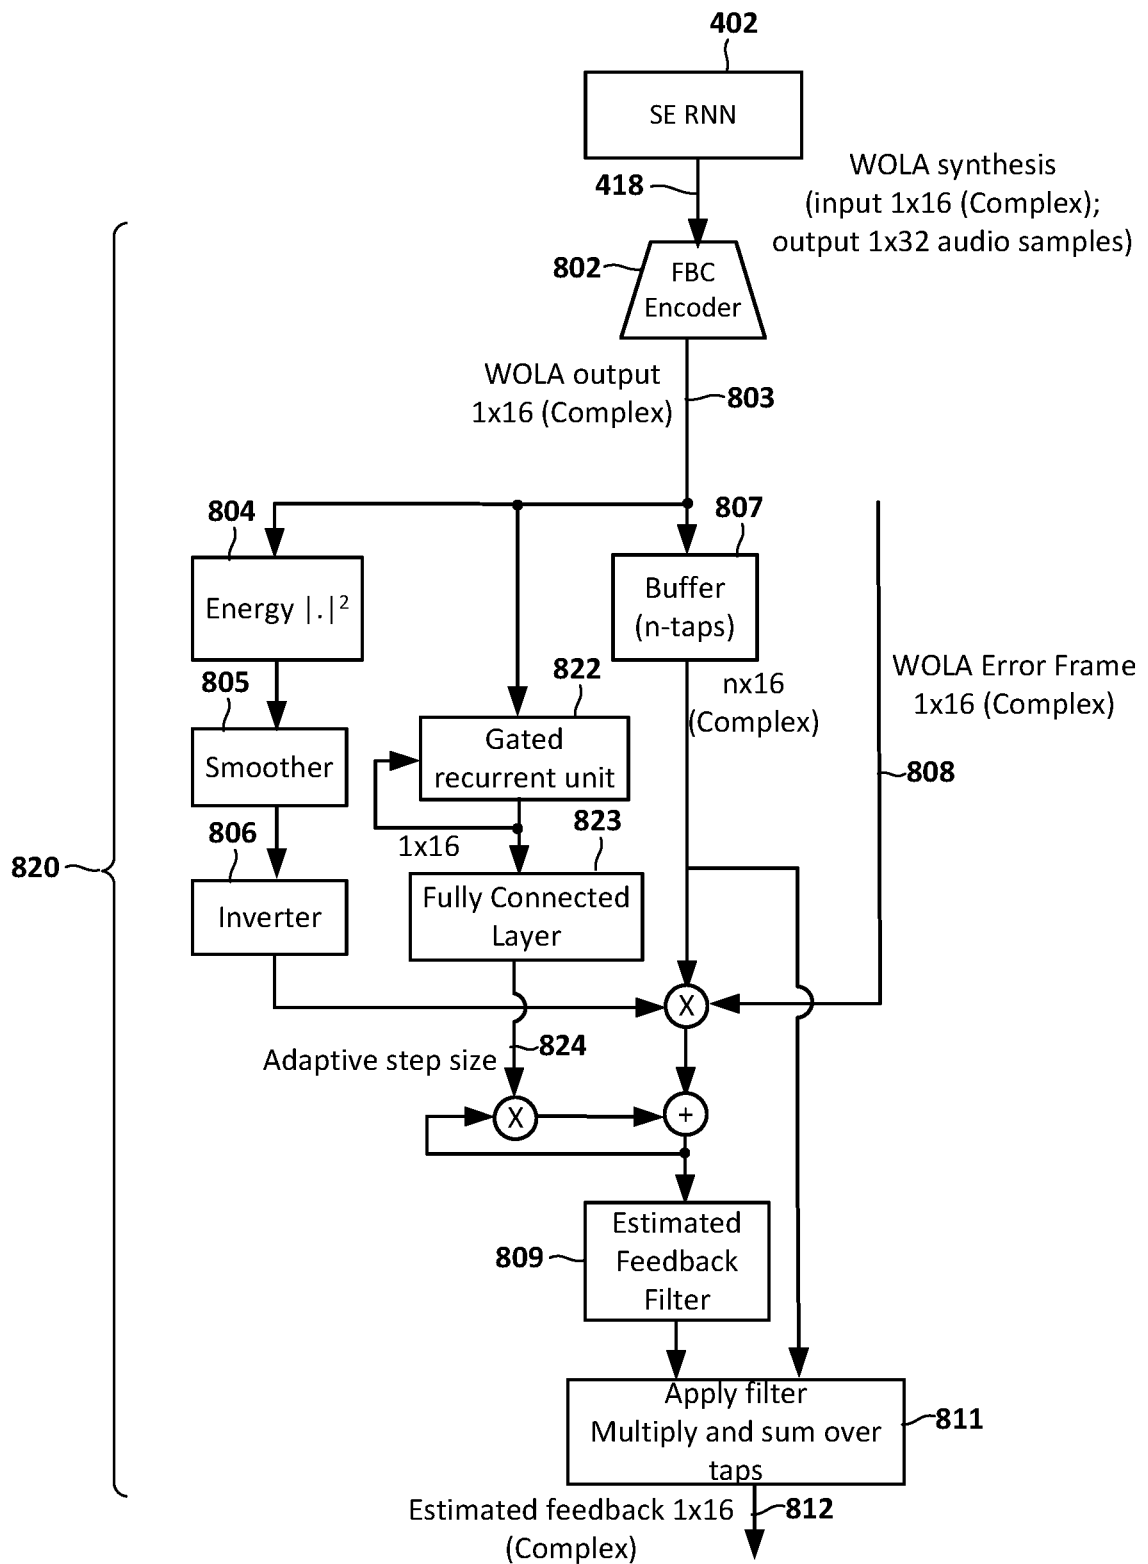 402
SE RNN
418
WOLA synthesis
(input 1x16 (Complex);
output 1x32 audio samples)
802
FBC
Encoder
WOLA output
1x16 (Complex)
803
804
807
Energy |.|²
Buffer
(n-taps)
805
822
nx16
(Complex)
WOLA Error Frame
1x16 (Complex)
Smoother
Gated
recurrent unit
808
806
1x16
823
820
Inverter
Fully Connected
Layer
X
Adaptive step size
824
X
+
809
Estimated
Feedback
Filter
Apply filter
Multiply and sum over
taps
811
Estimated feedback 1x16
(Complex)
812